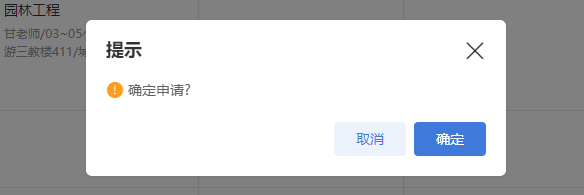 园林工程
甘老师/03~05
游三教楼411/
提示
确定申请?
取消
确定